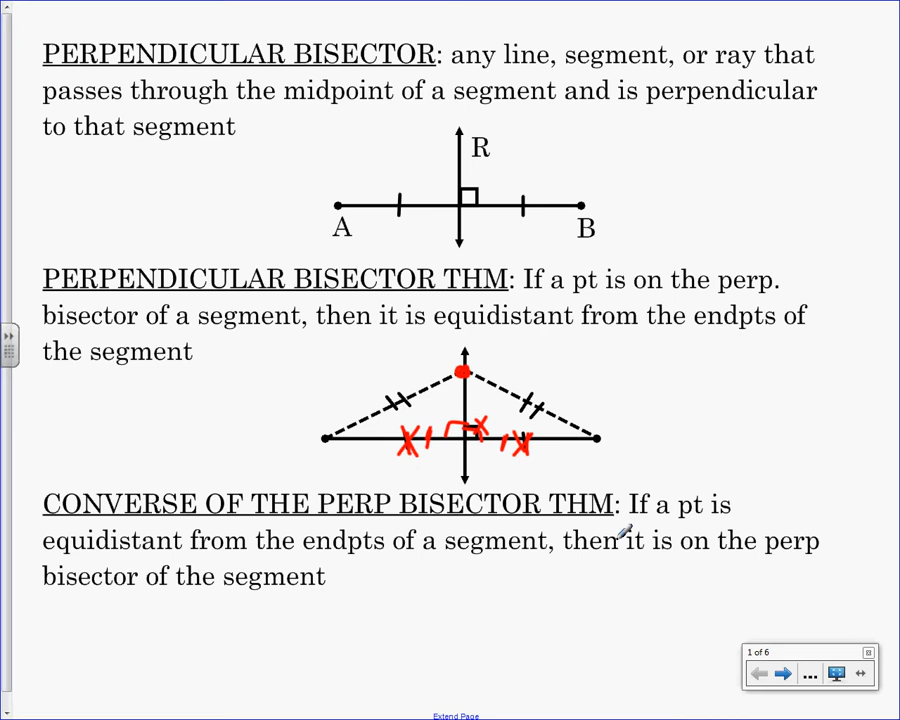 PERPENDICULAR BISECTOR: any line, segment, or ray that
passes through the midpoint of a segment and is perpendicular
to that segment
R
A
B
PERPENDICULAR BISECTOR THM: If a pt is on the perp.
bisector of a segment, then it is equidistant from the endpts of
the segment
CONVERSE OF THE PERP BISECTOR THM: If a pt is
equidistant from the endpts of a segment, then it is on the perp
bisector of the segment
1 of 6
...
Extend Page